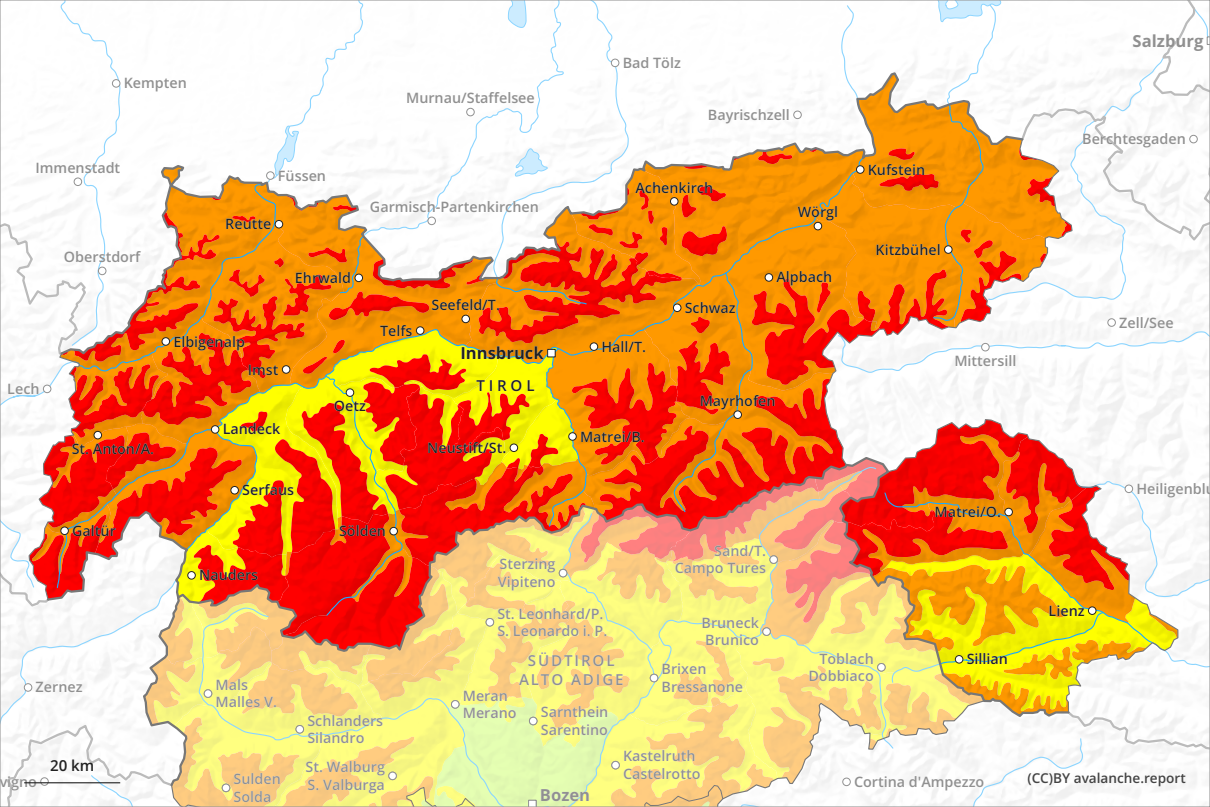 Salzburg
Bad Tölz
Kempten
Murnau/Staffelsee
Bayrischzell
Berchtesgaden
Immenstadt
Füssen
Kufstein
Achenkirch
Garmisch-Partenkirchen
Wörgl
Reutte
Oberstdorf
Kitzbühel
Ehrwald
Alpbach
Seefeld/T.
Schwaz
Telfs
Zell/See
Elbigenalp
Innsbruck
Hall/T.
Mittersill
Imst
TIROL
Lech
Oetz
Mayrhofen
Landeck
Matrei/B.
St. Anton/A.
Neustift/St.
Serfaus
Heiligenblu
Matrei/O.
Galtür
Sölden
Sand/T.
Campo Tures
Sterzing
Vipiteno
Nauders
Lienz
St. Leonhard/P.
S. Leonardo i. P.
Bruneck
Brunico
SÜDTIROL
ALTO ADIGE
Toblach
Dobbiaco
Sillian
Brixen
Bressanone
Zernez
Mals
Malles V.
Meran
Merano
Sarnthein
Sarentino
Schlanders
Silandro
Kastelruth
Castelrotto
20 km
St. Walburg
S. Valburga
(CC)BY avalanche.report
vigno
Sulden
Solda
Cortina d'Ampezzo
Bozen